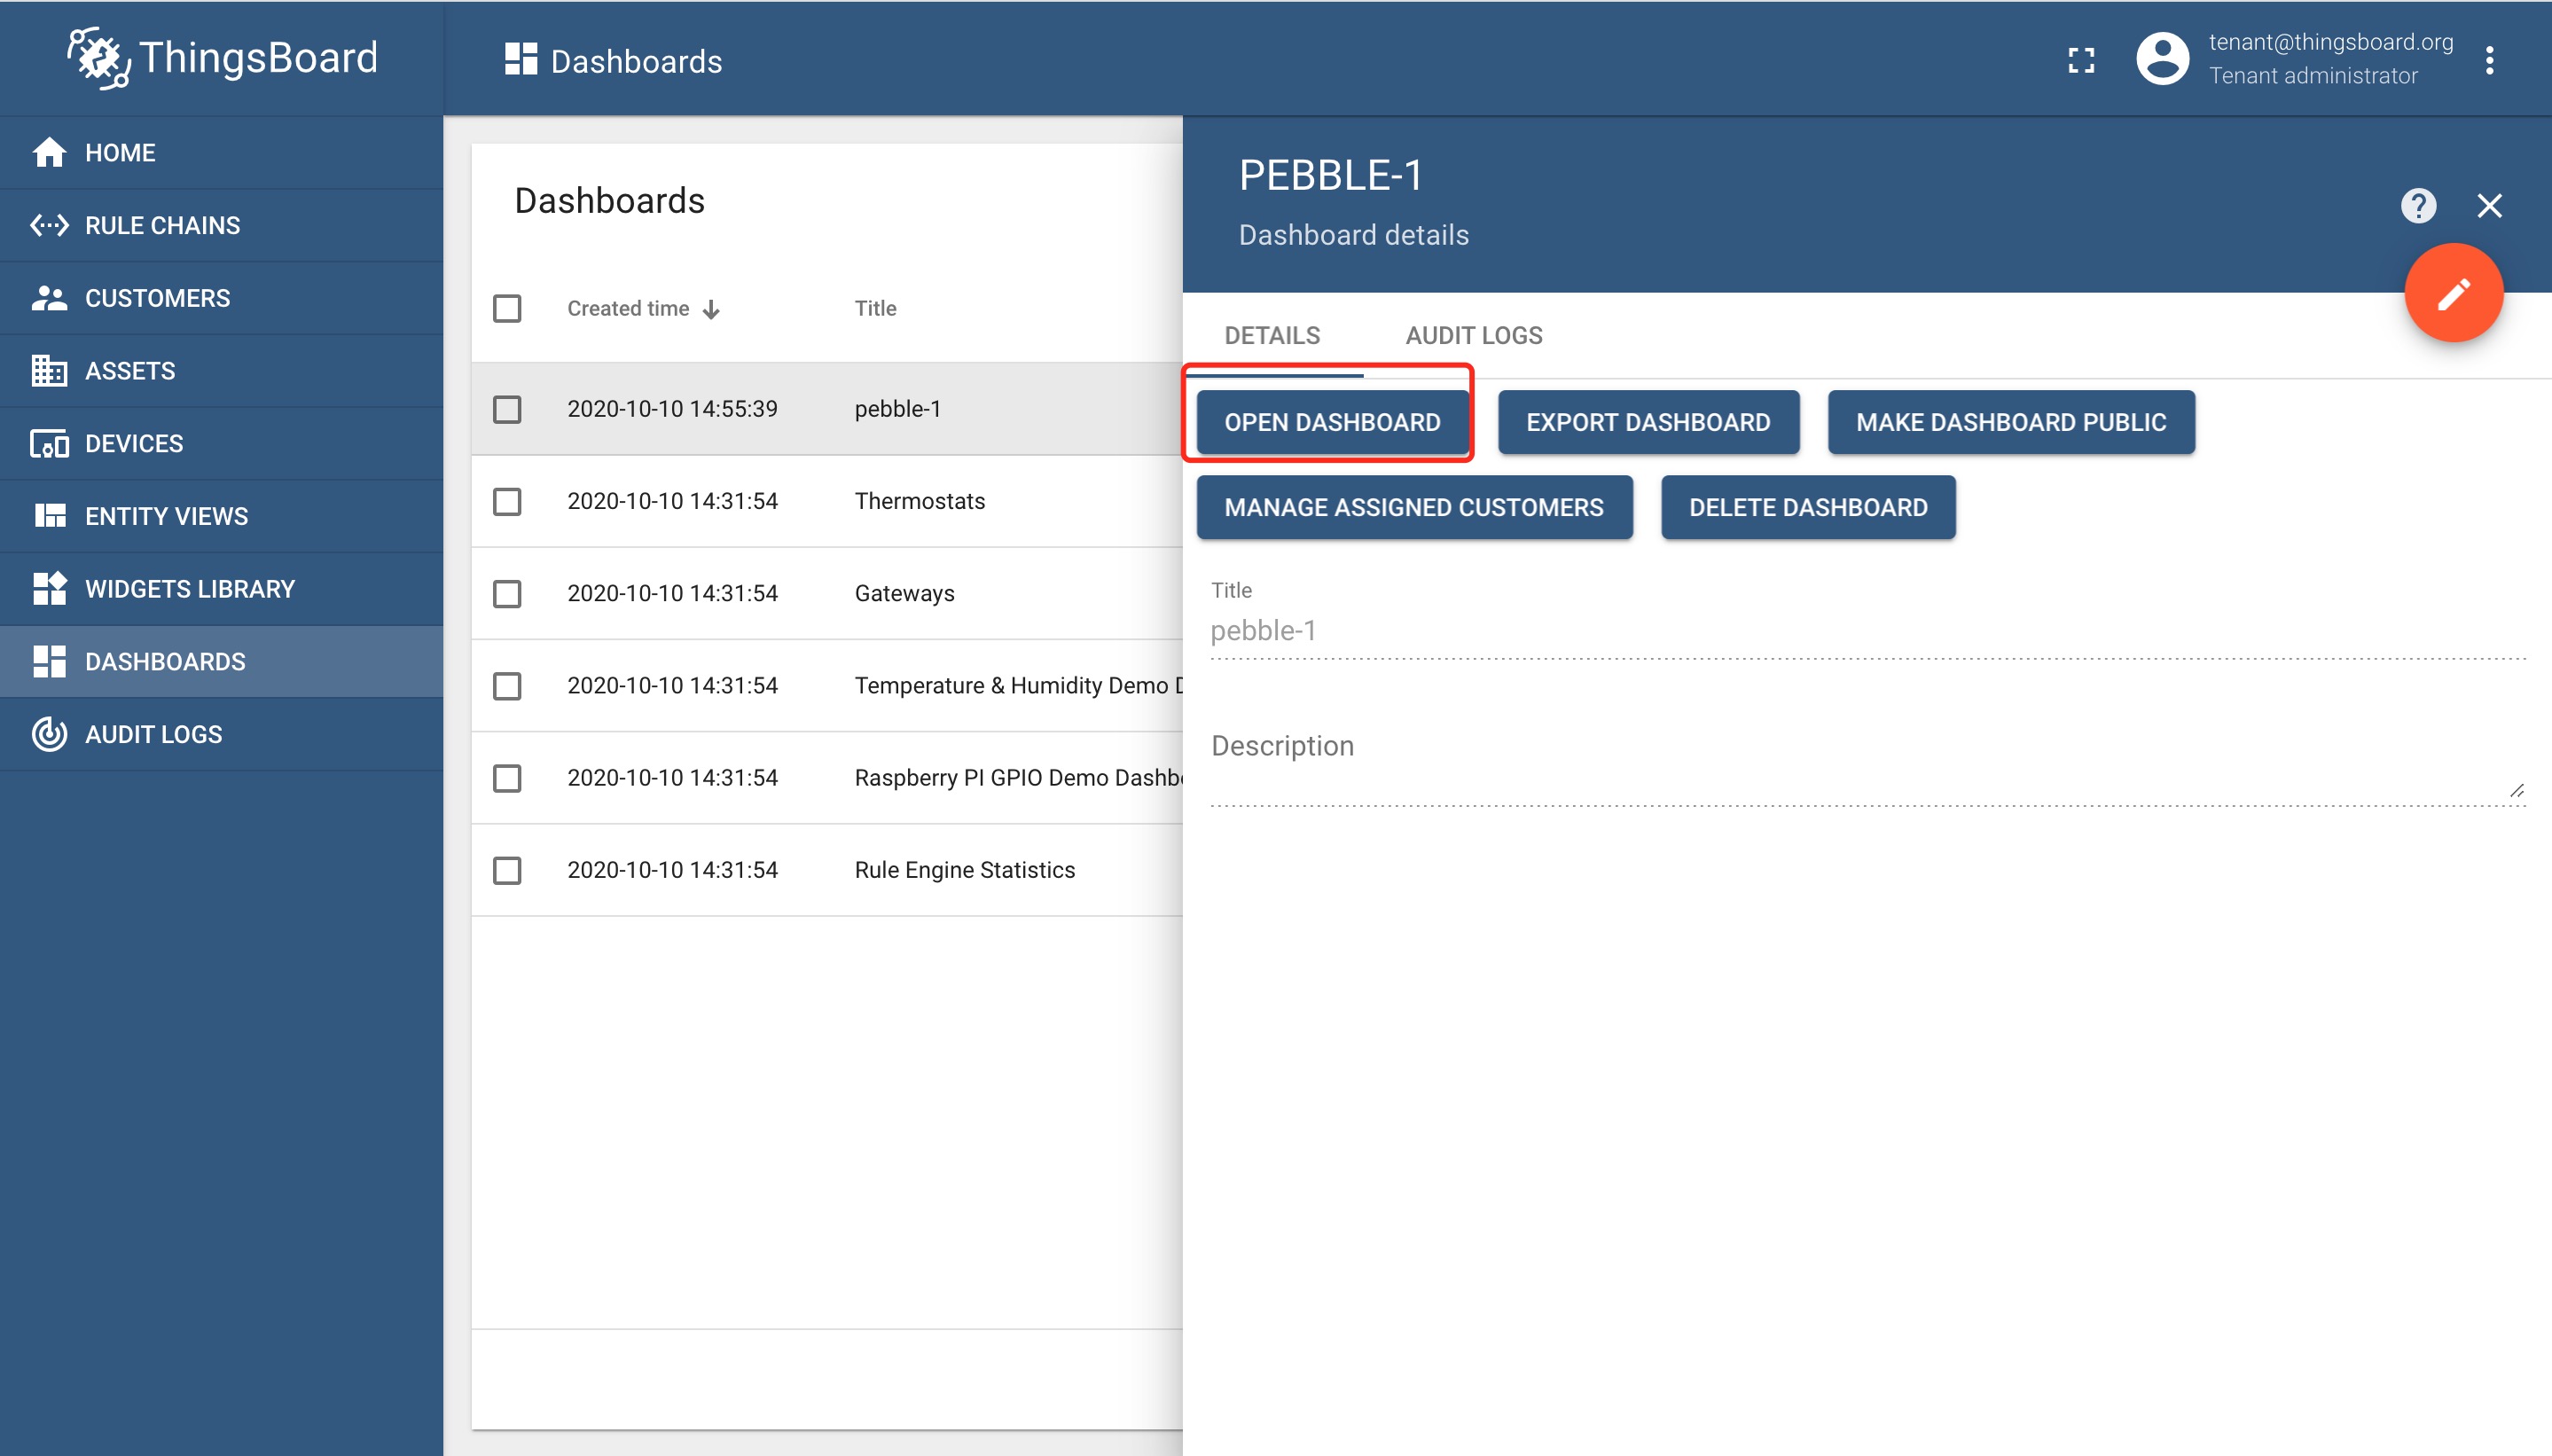 ThingsBoard
Dashboards
tenant@thingsboard.org
Tenant administrator
HOME
RULE CHAINS
CUSTOMERS
ASSETS
DEVICES
ENTITY VIEWS
WIDGETS LIBRARY
DASHBOARDS
AUDIT LOGS
Dashboards
Created time Title
2020-10-10 14:55:39 pebble-1
2020-10-10 14:31:54 Thermostats
2020-10-10 14:31:54 Gateways
2020-10-10 14:31:54 Temperature & Humidity Demo
2020-10-10 14:31:54 Raspberry PI GPIO Demo Dashb
2020-10-10 14:31:54 Rule Engine Statistics
PEBBLE-1
Dashboard details
DETAILS AUDIT LOGS
OPEN DASHBOARD EXPORT DASHBOARD MAKE DASHBOARD PUBLIC
MANAGE ASSIGNED CUSTOMERS DELETE DASHBOARD
Title
pebble-1
Description